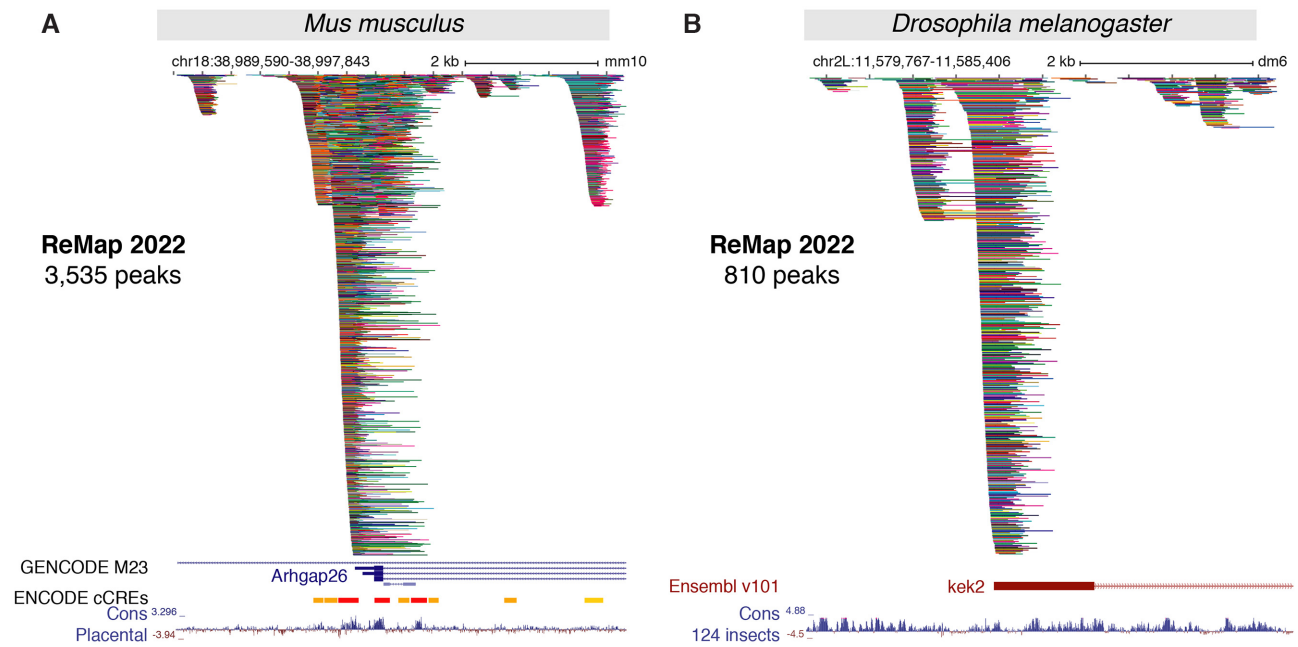 A
Mus musculus
chr18:38,989,590-38,997,843
2 kb
mm10
ReMap 2022
3,535 peaks
GENCODE M23
Arhgap26
ENCODE cCREs
Cons 3.296
Placental -3.94
B
Drosophila melanogaster
chr2L:11,579,767-11,585,406
2 kb
dm6
ReMap 2022
810 peaks
Ensembl v101
kek2
Cons 4.88
124 insects -4.5